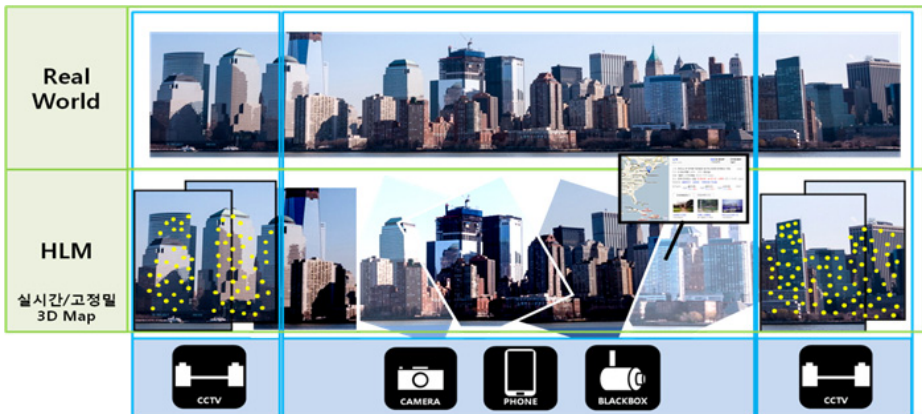 Real
World
HLM
실시간/고정밀
3D Map
CCTV
CAMERA
PHONE
BLACKBOX
CCTV